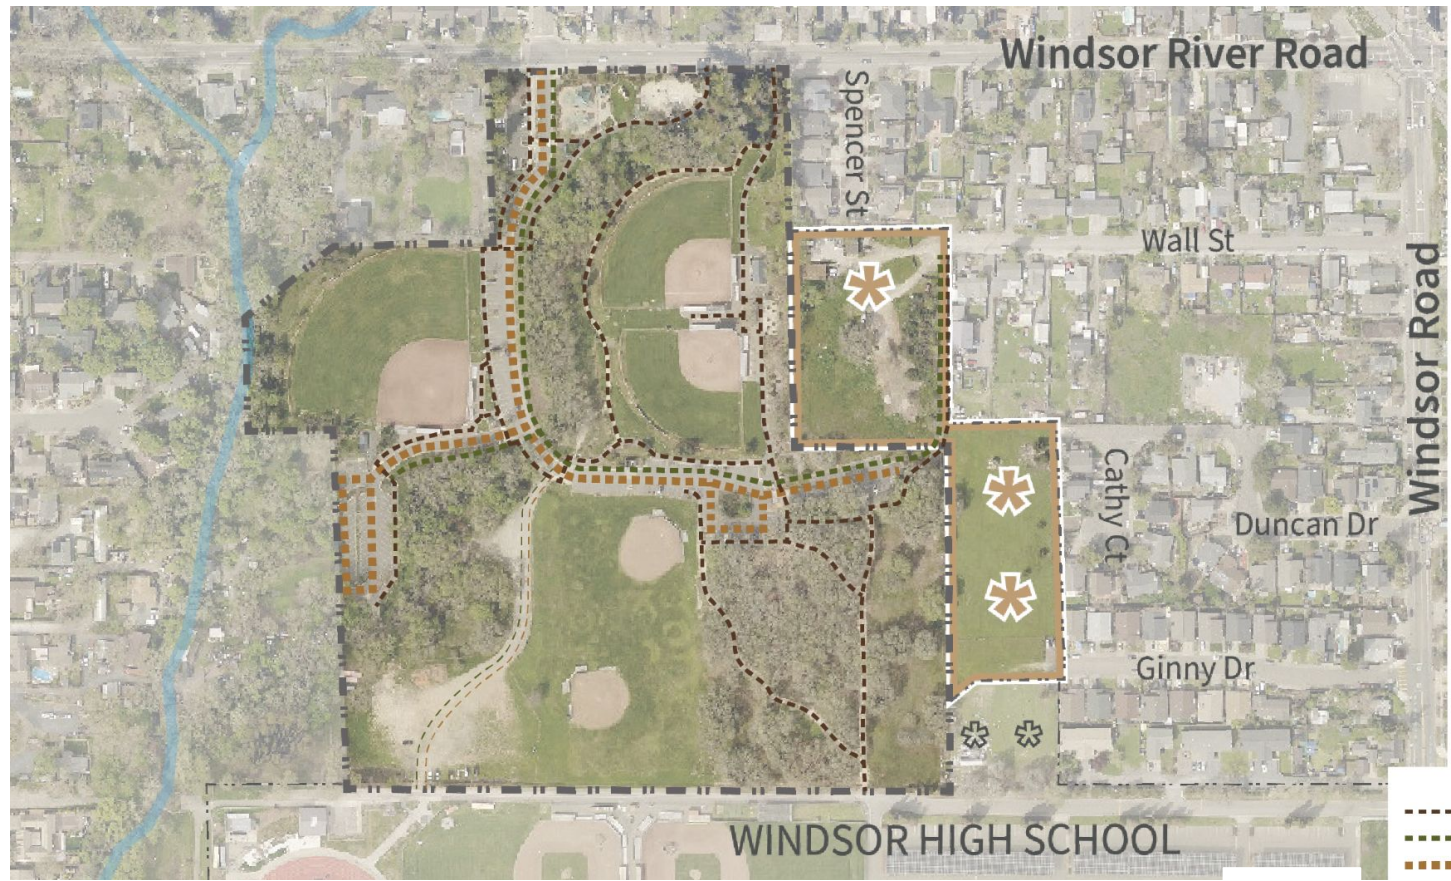 Windsor River Road
Spencer St
Wall St
Windsor Road
Cathy Ct
Duncan Dr
Ginny Dr
WINDSOR HIGH SCHOOL